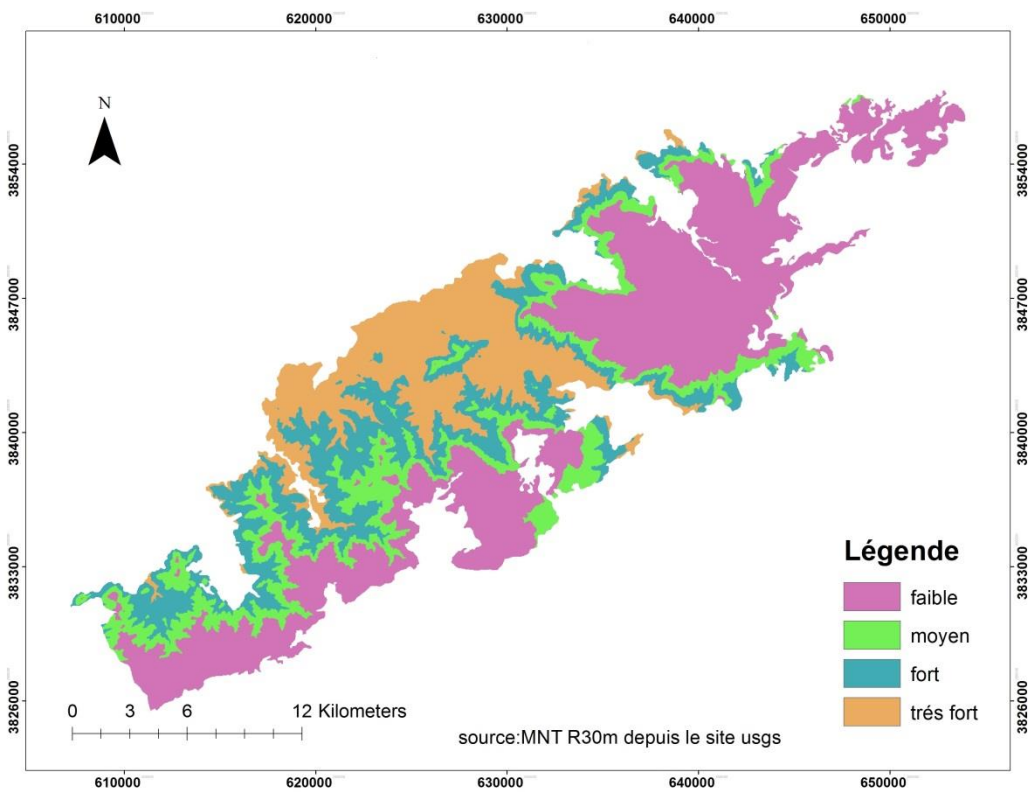 610000 620000 630000 640000 650000
N
3854000 3854000
3847000 3847000
3840000 3840000
3833000 3833000
3826000 3826000
Légende
faible
moyen
fort
trés fort
0 3 6 12 Kilometers
source:MNT R30m depuis le site usgs
610000 620000 630000 640000 650000